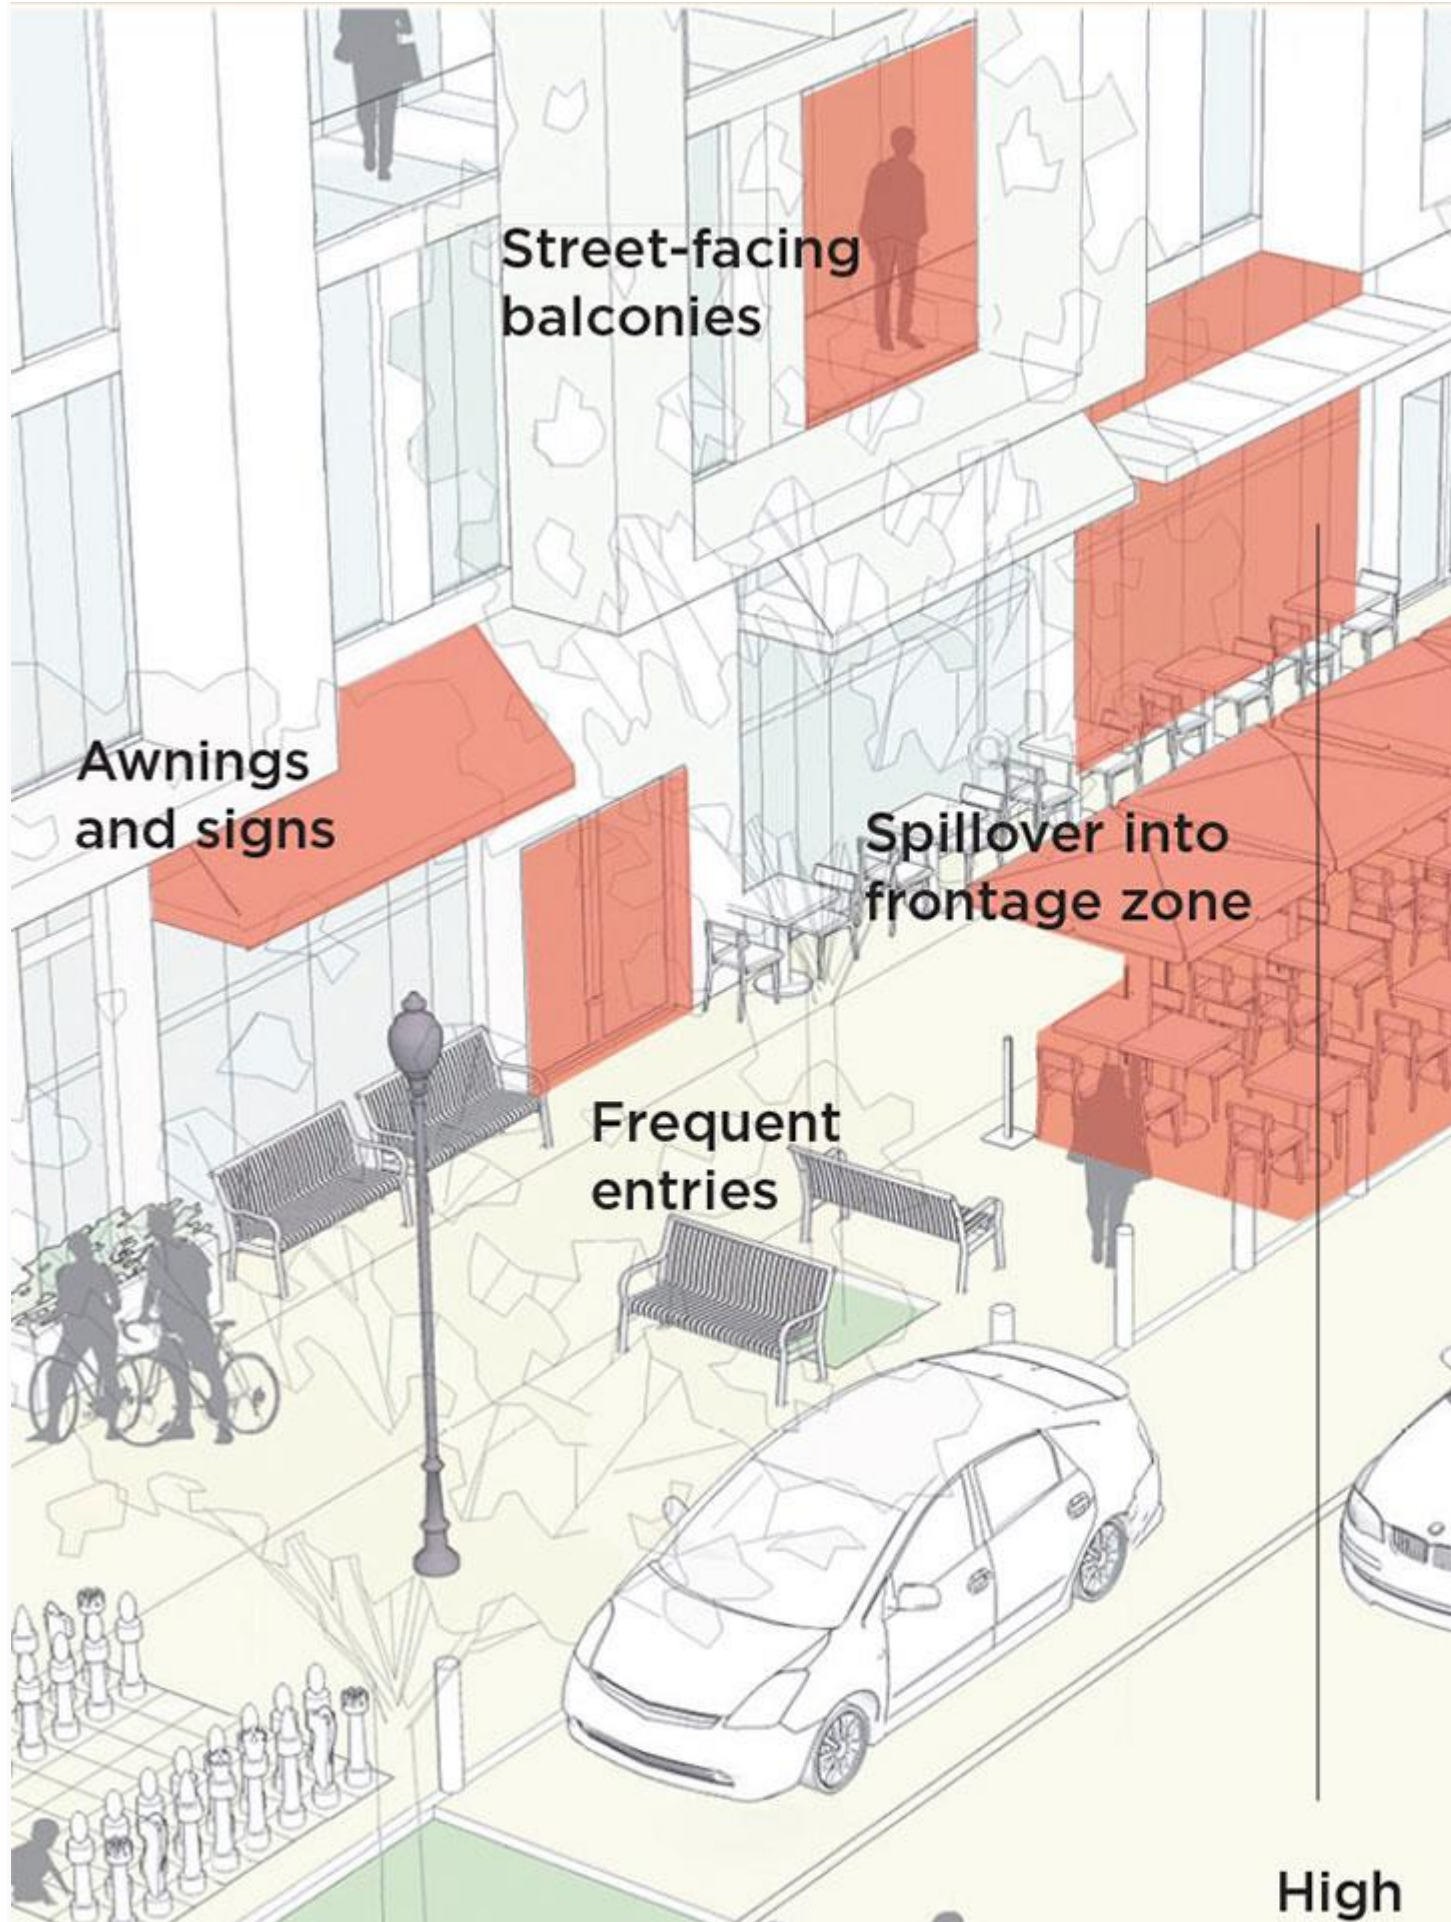 Street-facing
balconies
Awnings
and signs
Spillover into
frontage zone
Frequent
entries
High